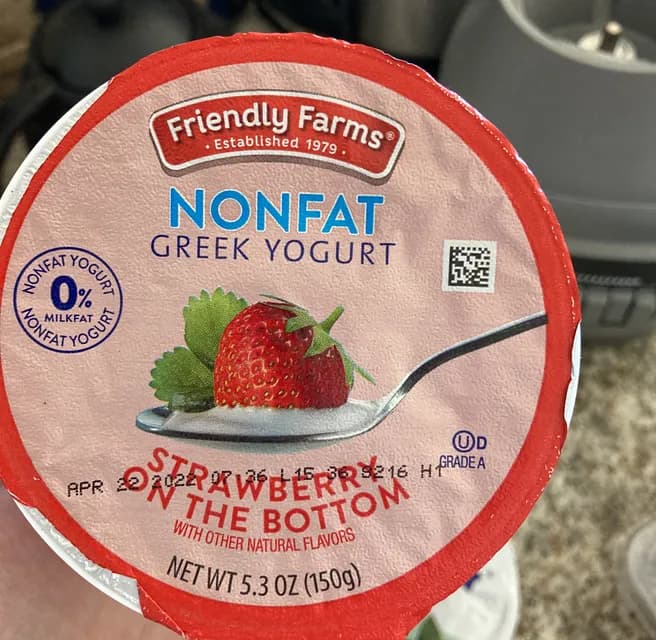 Friendly Farms®
· Established 1979 ·
NONFAT
GREEK YOGURT
NONFAT YOGURT
0%
MILKFAT
NONFAT YOGURT
U D
GRADE A
STRAWBERRY
APR 22 2022 07 36 L15 36 9216 H1
ON THE BOTTOM
WITH OTHER NATURAL FLAVORS
NET WT 5.3 OZ (150g)